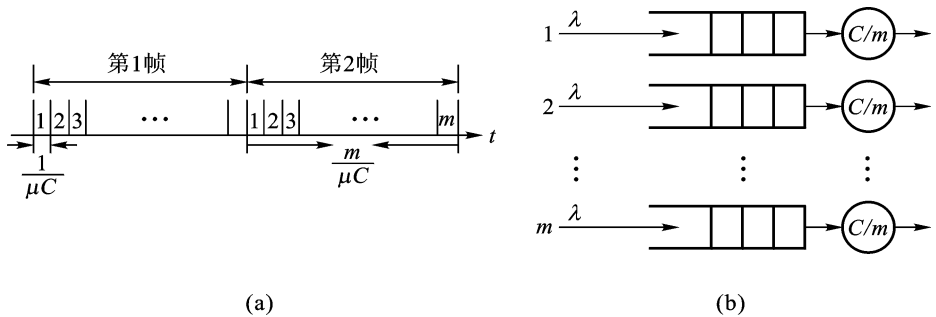 第1帧 第2帧
1 2 3 … 1 2 3 … m t
1/μC m/μC
(a)
1 λ C/m
2 λ C/m
⋮ ⋮ ⋮
m λ C/m
(b)